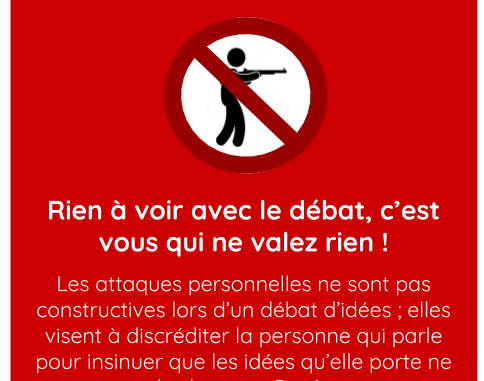 Rien à voir avec le débat, c’est
vous qui ne valez rien !
Les attaques personnelles ne sont pas
constructives lors d’un débat d’idées ; elles
visent à discréditer la personne qui parle
pour insinuer que les idées qu’elle porte ne